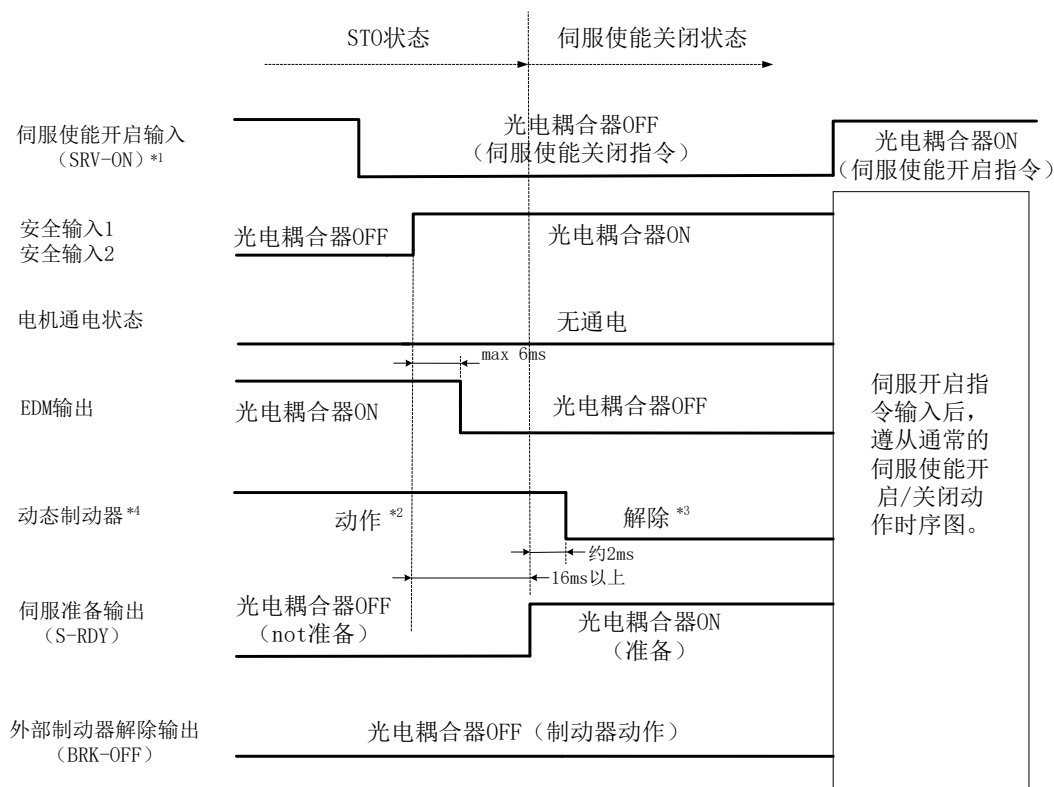 STO状态
伺服使能关闭状态
伺服使能开启输入
（SRV-ON）*1
光电耦合器OFF
（伺服使能关闭指令）
光电耦合器ON
（伺服使能开启指令）
安全输入1
安全输入2
光电耦合器OFF
光电耦合器ON
电机通电状态
无通电
max 6ms
EDM输出
光电耦合器ON
光电耦合器OFF
伺服开启指
令输入后，
遵从通常的
伺服使能开
启/关闭动
作时序图。
动态制动器*4
动作 *2
解除 *3
约2ms
16ms以上
伺服准备输出
（S-RDY）
光电耦合器OFF
（not准备）
光电耦合器ON
（准备）
外部制动器解除输出
（BRK-OFF）
光电耦合器OFF（制动器动作）